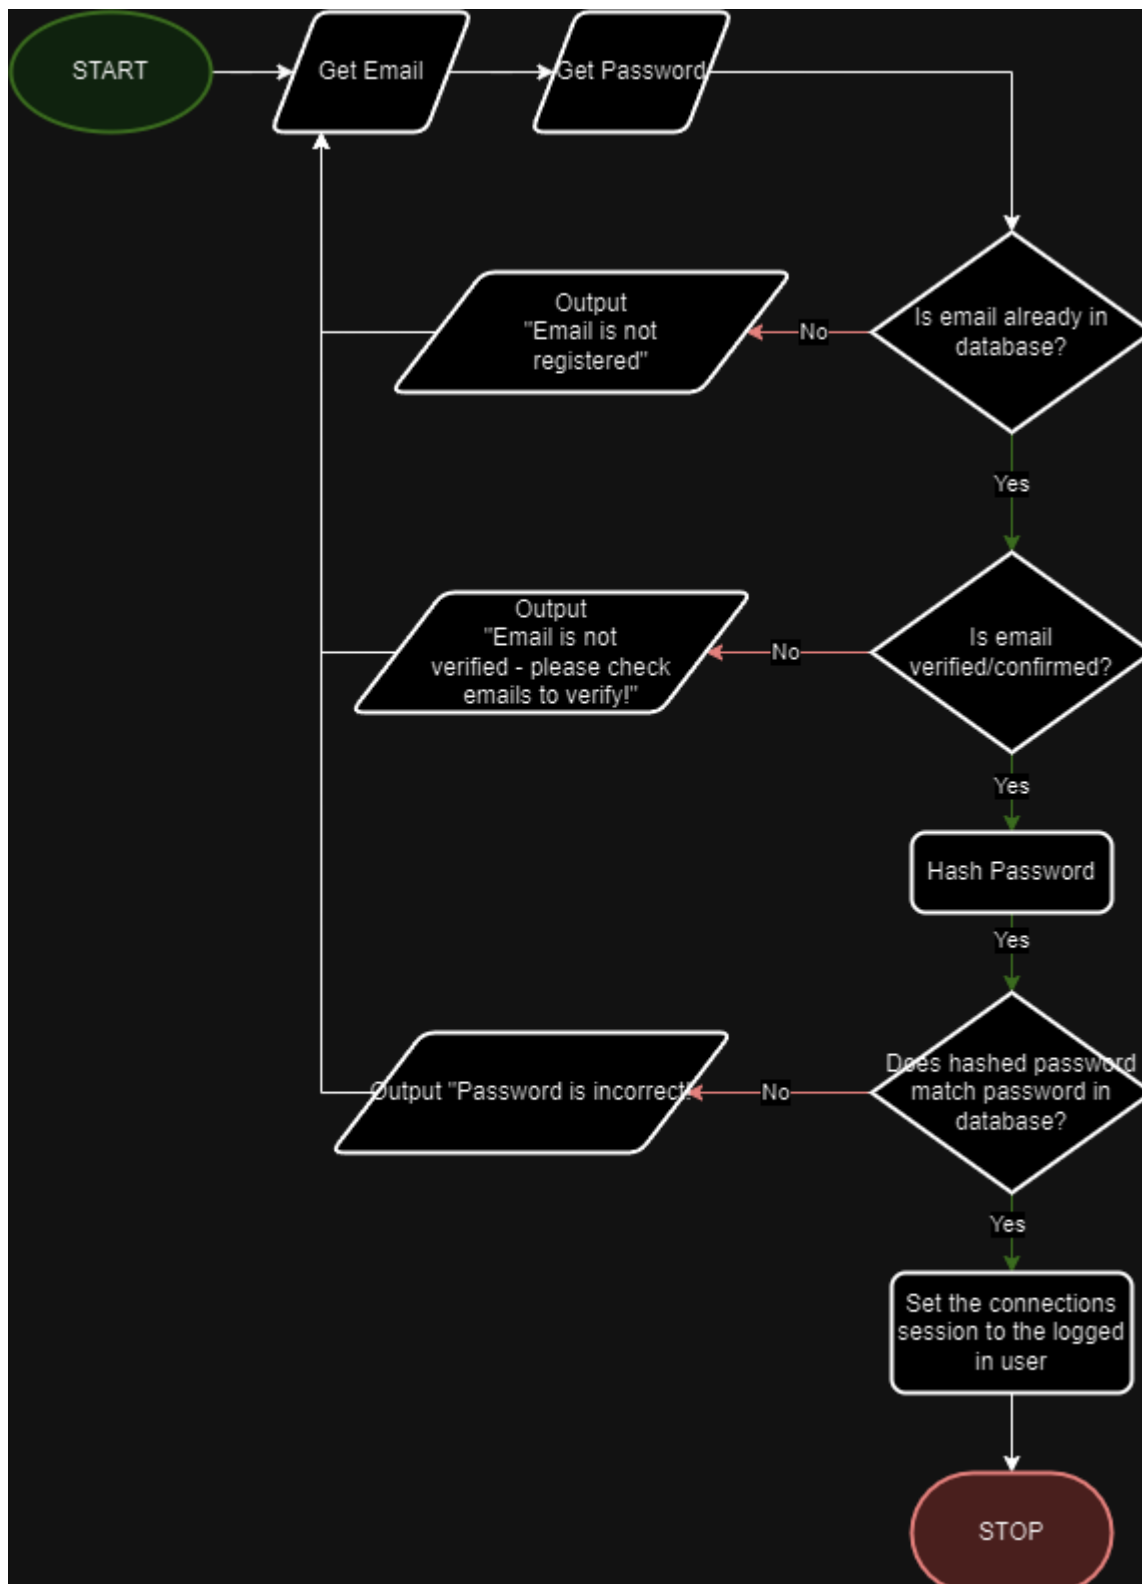 START
Get Email
Get Password
Is email already in
database?
No
Output
"Email is not
registered"
Yes
Is email
verified/confirmed?
No
Output
"Email is not
verified - please check
emails to verify!"
Yes
Hash Password
Yes
Does hashed password
match password in
database?
No
Output "Password is incorrect!
Yes
Set the connections
session to the logged
in user
STOP